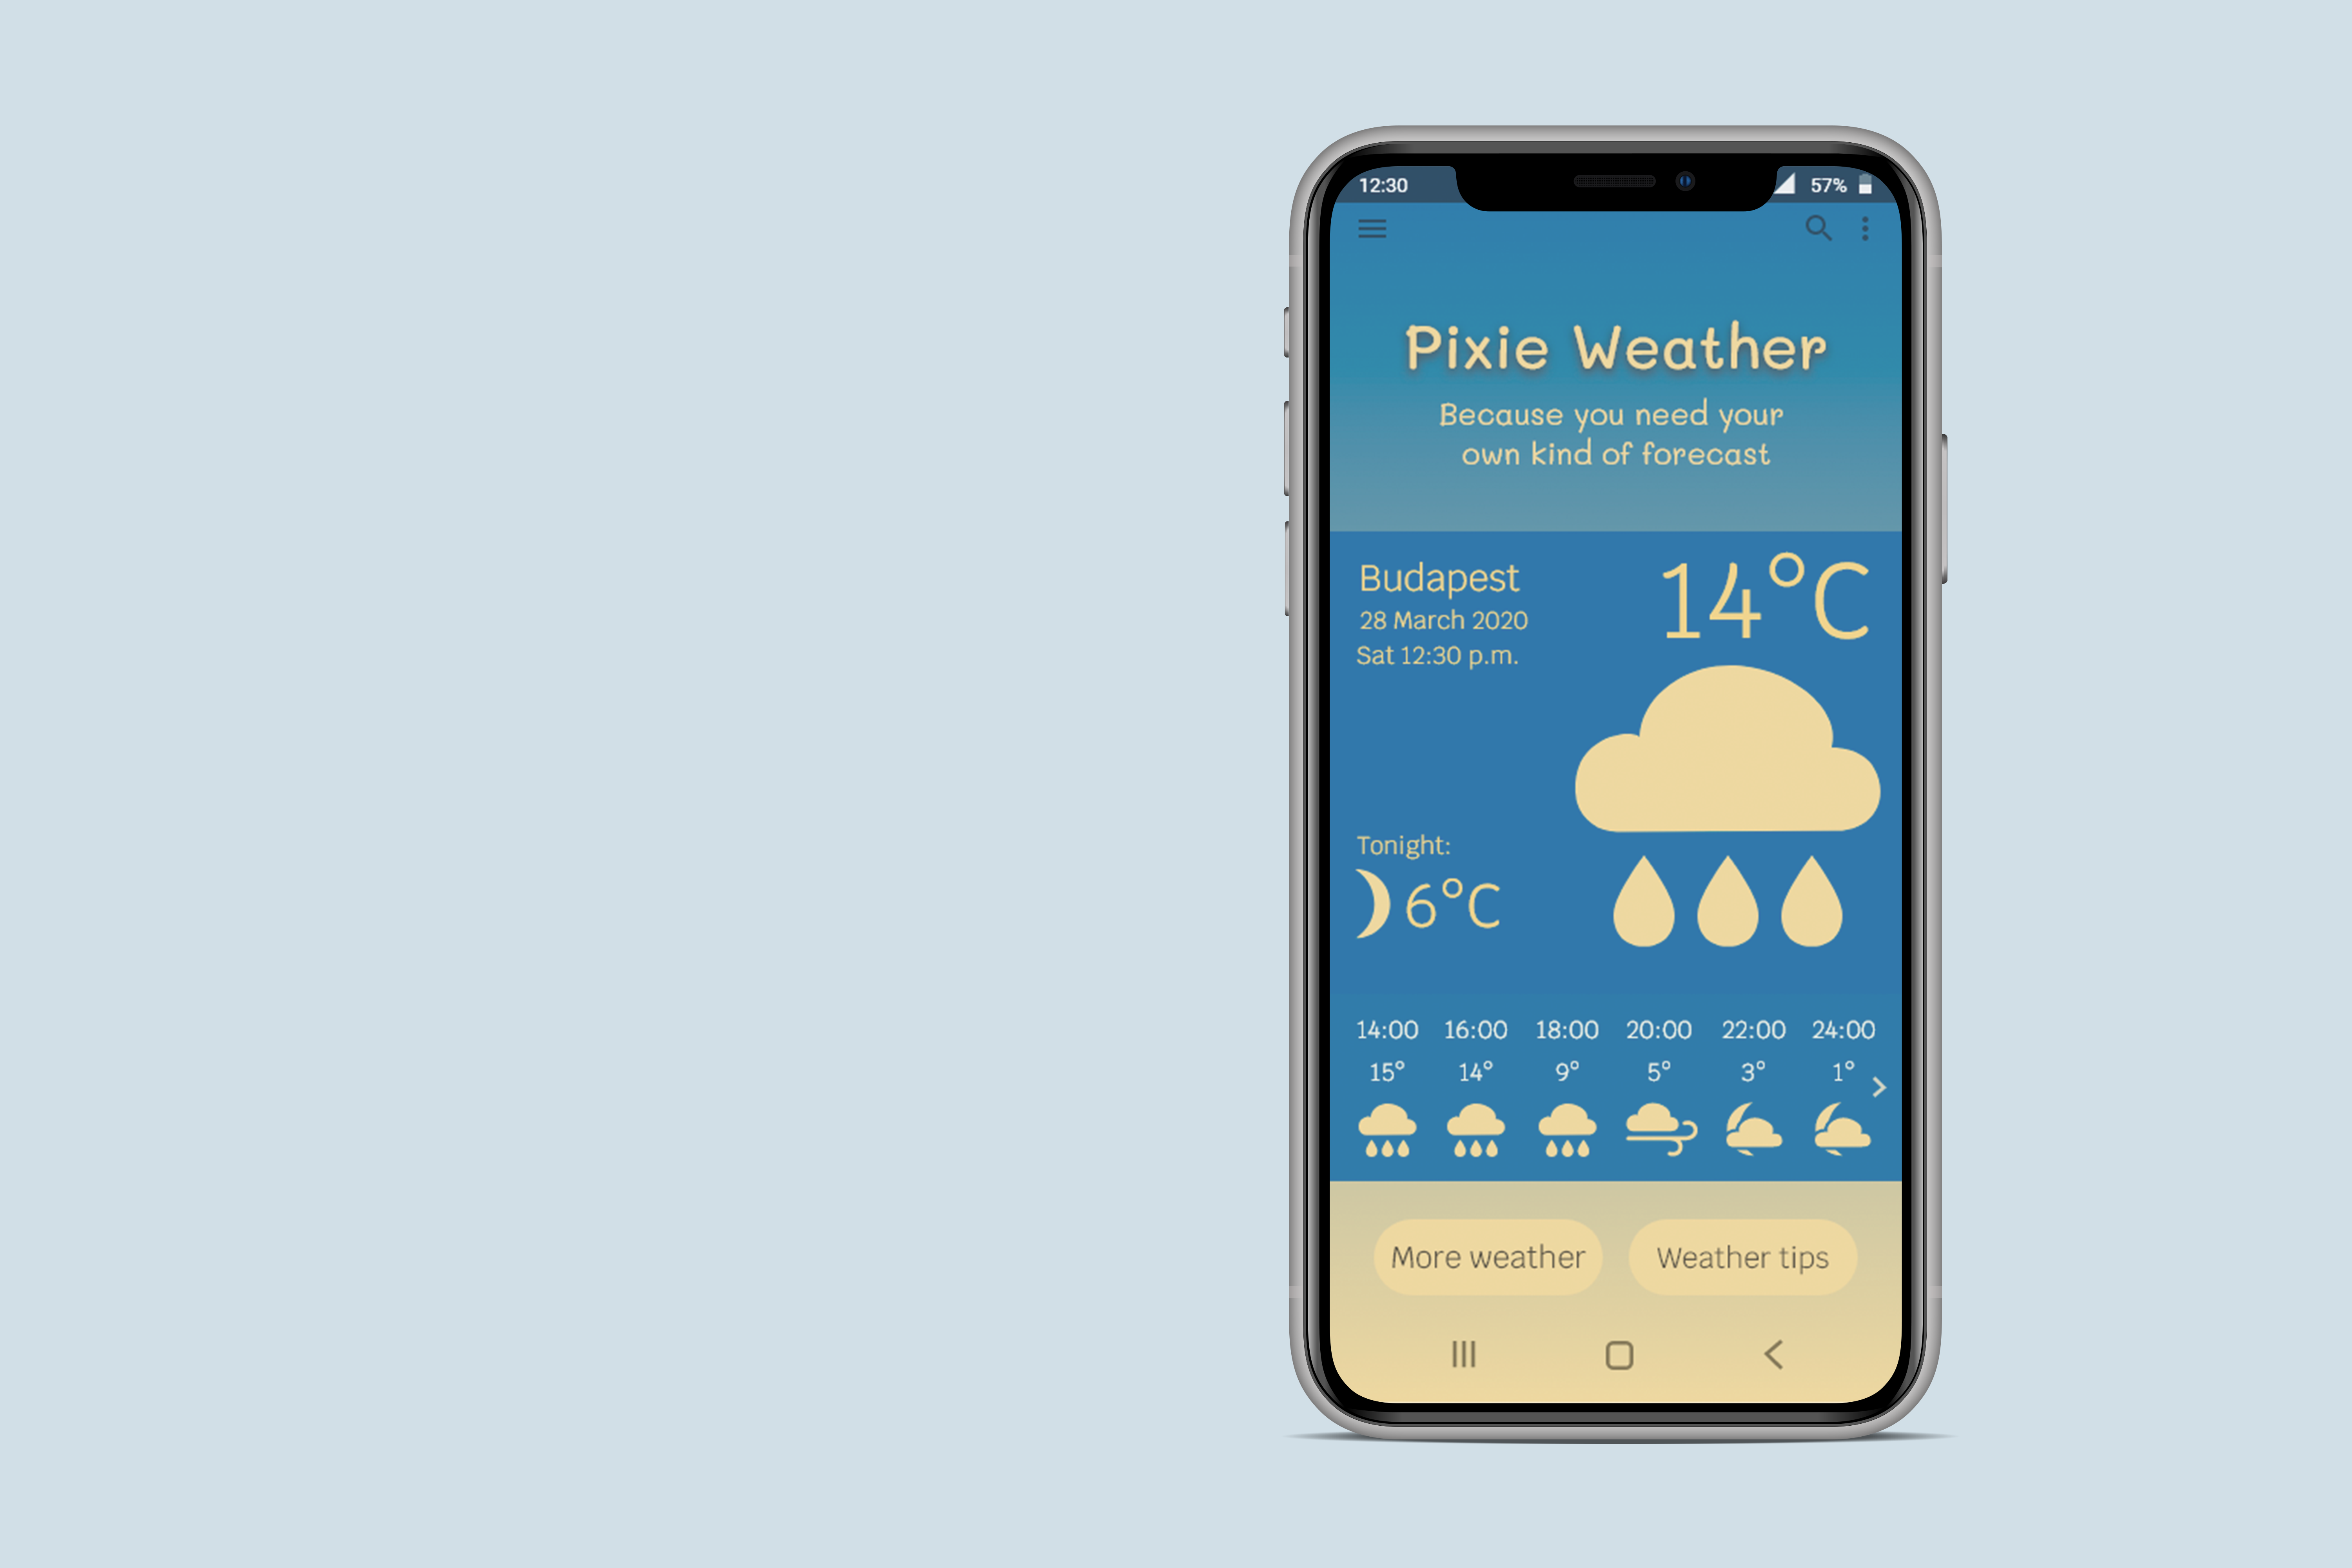 12:30 57%
Pixie Weather
Because you need your
own kind of forecast
Budapest
28 March 2020
Sat 12:30 p.m.
14°C
Tonight:
6°C
14:00 16:00 18:00 20:00 22:00 24:00
15° 14° 9° 5° 3° 1°
More weather Weather tips